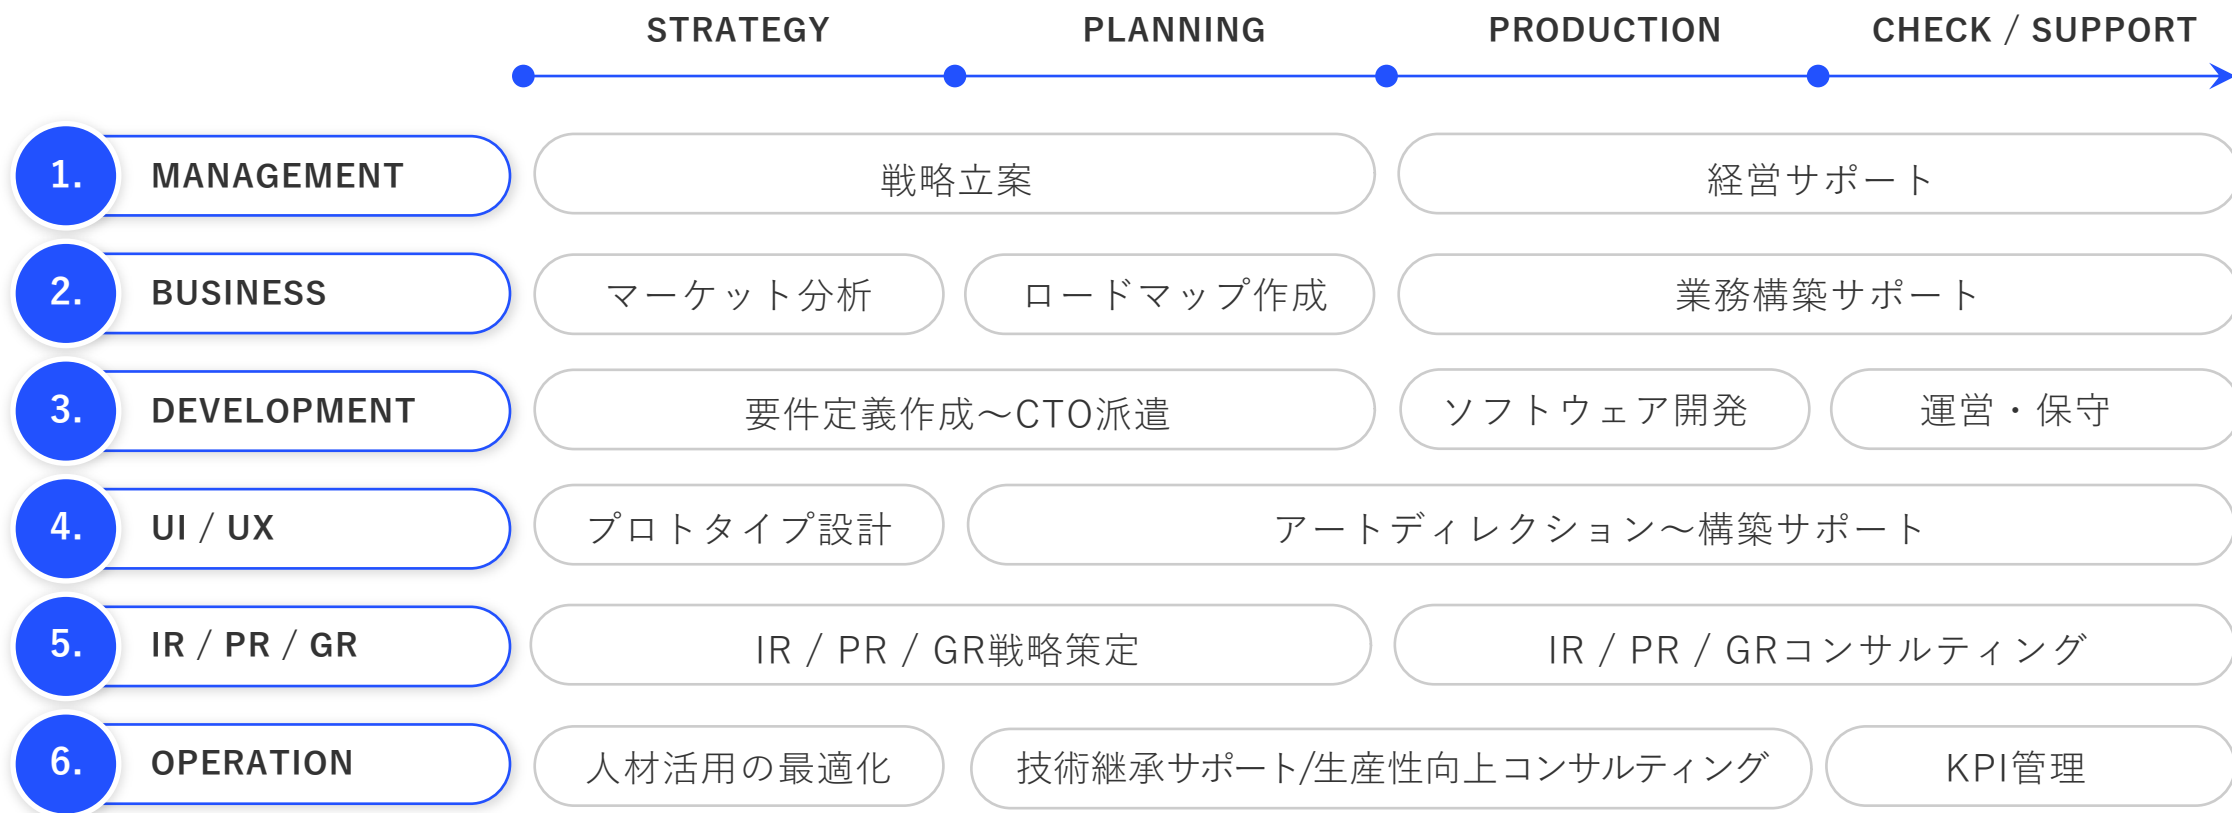 STRATEGY PLANNING PRODUCTION CHECK / SUPPORT
1. MANAGEMENT 戦略立案 経営サポート
2. BUSINESS マーケット分析 ロードマップ作成 業務構築サポート
3. DEVELOPMENT 要件定義作成～CTO派遣 ソフトウェア開発 運営・保守
4. UI / UX プロトタイプ設計 アートディレクション～構築サポート
5. IR / PR / GR IR / PR / GR戦略策定 IR / PR / GRコンサルティング
6. OPERATION 人材活用の最適化 技術継承サポート/生産性向上コンサルティング KPI管理